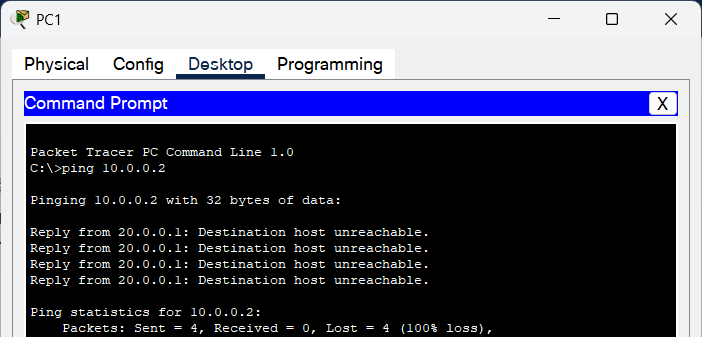 PC1
Physical Config Desktop Programming
Command Prompt X
Packet Tracer PC Command Line 1.0
C:\>ping 10.0.0.2
Pinging 10.0.0.2 with 32 bytes of data:
Reply from 20.0.0.1: Destination host unreachable.
Reply from 20.0.0.1: Destination host unreachable.
Reply from 20.0.0.1: Destination host unreachable.
Reply from 20.0.0.1: Destination host unreachable.
Ping statistics for 10.0.0.2:
Packets: Sent = 4, Received = 0, Lost = 4 (100% loss),